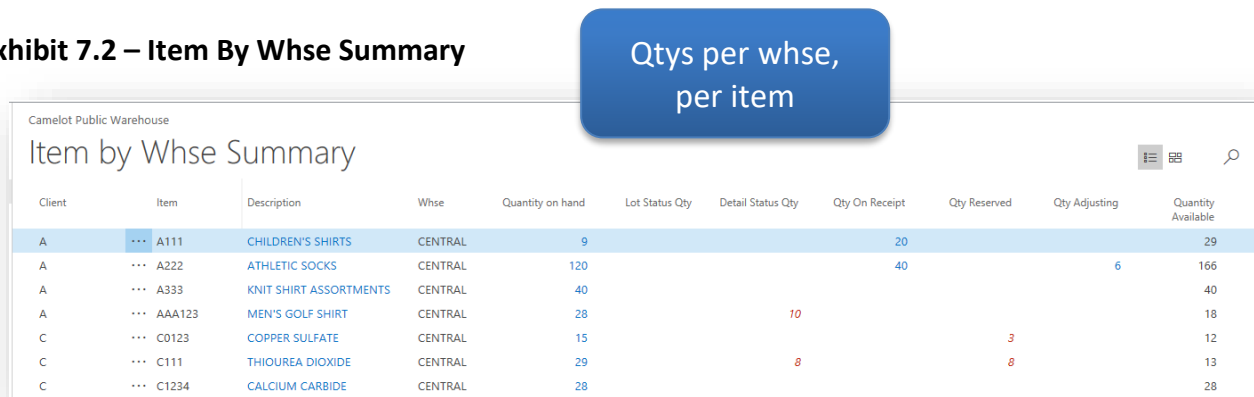 xhibit 7.2 – Item By Whse Summary
Qtys per whse,
per item
Camelot Public Warehouse
Item by Whse Summary
Client Item Description Whse Quantity on hand Lot Status Qty Detail Status Qty Qty On Receipt Qty Reserved Qty Adjusting Quantity Available
A ··· A111 CHILDREN'S SHIRTS CENTRAL 9 20 29
A ··· A222 ATHLETIC SOCKS CENTRAL 120 40 6 166
A ··· A333 KNIT SHIRT ASSORTMENTS CENTRAL 40 40
A ··· AAA123 MEN'S GOLF SHIRT CENTRAL 28 10 18
C ··· C0123 COPPER SULFATE CENTRAL 15 3 12
C ··· C111 THIOUREA DIOXIDE CENTRAL 29 8 8 13
C ··· C1234 CALCIUM CARBIDE CENTRAL 28 28